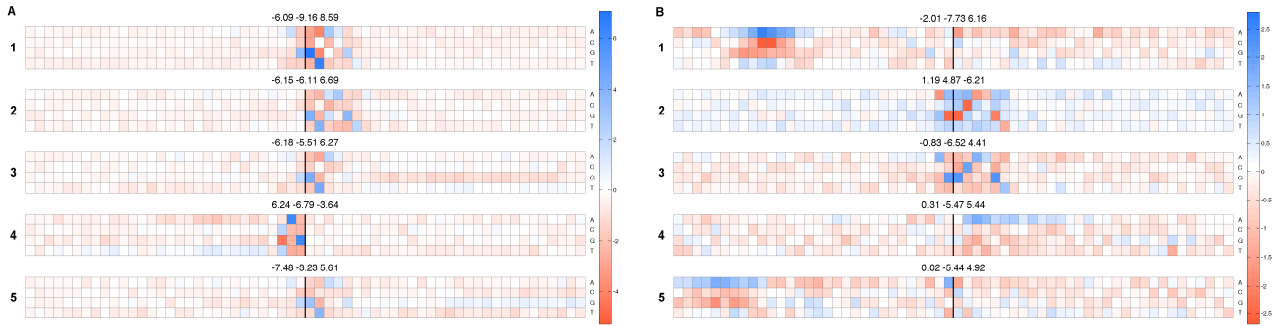 A
-6.09 -9.16 8.59
1
A
C
G
T
-6.15 -6.11 6.69
2
A
C
G
T
-6.18 -5.51 6.27
3
A
C
G
T
6.24 -6.79 -3.64
4
A
C
G
T
-7.48 -3.23 5.01
5
A
C
G
T
6
4
2
0
-2
-4
B
-2.01 -7.73 6.16
1
A
C
G
T
1.19 4.87 -6.21
2
A
C
G
T
-0.83 -6.52 4.41
3
A
C
G
T
0.31 -5.47 5.44
4
A
C
G
T
0.02 -5.44 4.92
5
A
C
G
T
2.5
2
1.5
1
0.5
0
-0.5
-1
-1.5
-2
-2.5